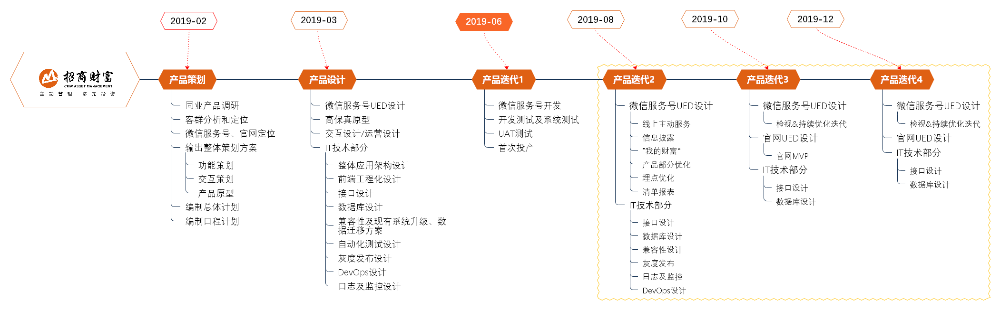 2019-02
2019-03
2019-06
2019-08
2019-10
2019-12
招商财富
CMW ASSET MANAGEMENT
主动管理 多元投资
产品策划
同业产品调研
客群分析和定位
微信服务号、官网定位
输出整体策划方案
功能策划
交互策划
产品原型
编制总体计划
编制日程计划
产品设计
微信服务号UED设计
高保真原型
交互设计/运营设计
IT技术部分
整体应用架构设计
前端工程化设计
接口设计
数据库设计
兼容性及现有系统升级、数
据迁移方案
自动化测试设计
灰度发布设计
DevOps设计
日志及监控设计
产品迭代1
微信服务号开发
开发测试及系统测试
UAT测试
首次投产
产品迭代2
微信服务号UED设计
线上主动服务
信息披露
”我的财富“
产品部分优化
埋点优化
清单报表
IT技术部分
接口设计
数据库设计
兼容性设计
灰度发布
日志及监控
DevOps设计
产品迭代3
微信服务号UED设计
检视&持续优化迭代
官网UED设计
官网MVP
IT技术部分
接口设计
数据库设计
产品迭代4
微信服务号UED设计
检视&持续优化迭代
官网UED设计
IT技术部分
接口设计
数据库设计